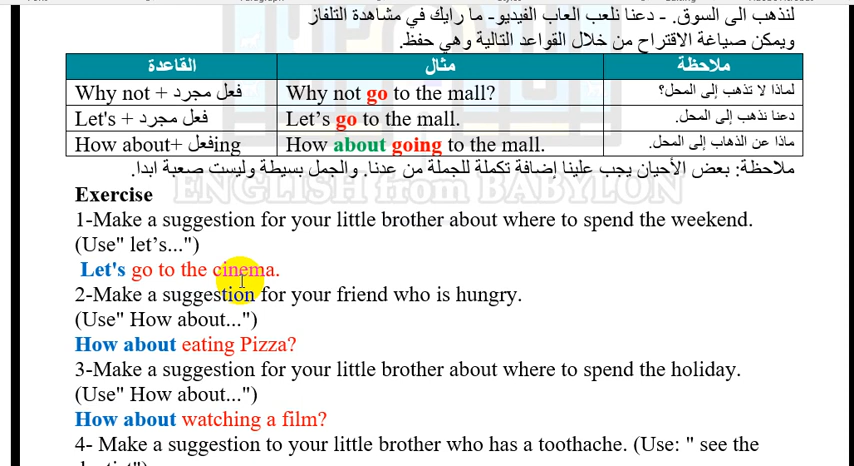 لنذهب الى السوق. - دعنا نلعب العاب الفيديو- ما رايك في مشاهدة التلفاز
ويمكن صياغة الاقتراح من خلال القواعد التالية وهي حفظ.
القاعدة مثال ملاحظة
Why not + فعل مجرد Why not go to the mall? لماذا لا تذهب إلى المحل؟
Let's + فعل مجرد Let's go to the mall. دعنا نذهب إلى المحل.
How about+ فعلing How about going to the mall. ماذا عن الذهاب إلى المحل.
ملاحظة: بعض الأحيان يجب علينا إضافة تكملة للجملة من عدنا. والجمل بسيطة وليست صعبة ابدا.
ENGLISH from BABYLON
Exercise
1-Make a suggestion for your little brother about where to spend the weekend.
(Use" let's...")
Let's go to the cinema.
2-Make a suggestion for your friend who is hungry.
(Use" How about...")
How about eating Pizza?
3-Make a suggestion for your little brother about where to spend the holiday.
(Use" How about...")
How about watching a film?
4- Make a suggestion to your little brother who has a toothache. (Use: " see the